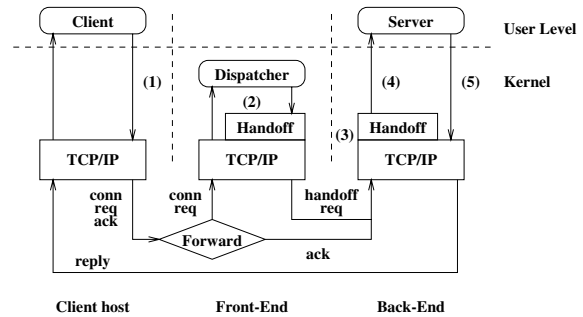 Client
Server
User Level
Dispatcher
(1)
(2)
(4)
(5)
Kernel
Handoff
(3)
Handoff
TCP/IP
TCP/IP
TCP/IP
conn
req
ack
conn
req
handoff
req
Forward
ack
reply
Client host
Front-End
Back-End